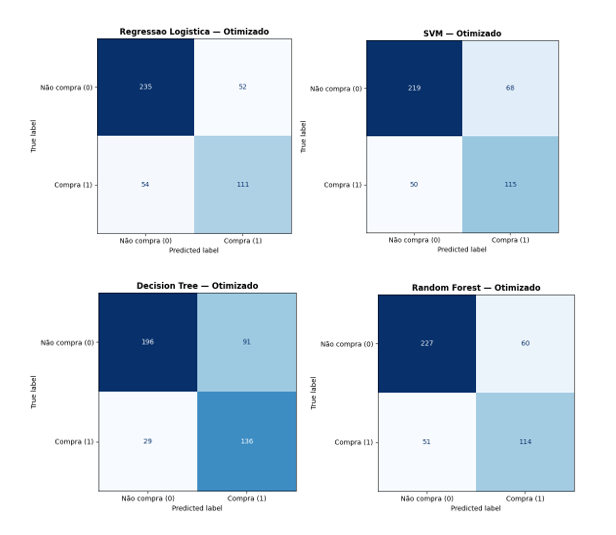 Regressao Logistica — Otimizado
Não compra (0)
235
52
True label
Compra (1)
54
111
Não compra (0)
Compra (1)
Predicted label
SVM — Otimizado
Não compra (0)
219
68
True label
Compra (1)
50
115
Não compra (0)
Compra (1)
Predicted label
Decision Tree — Otimizado
Não compra (0)
196
91
True label
Compra (1)
29
136
Não compra (0)
Compra (1)
Predicted label
Random Forest — Otimizado
Não compra (0)
227
60
True label
Compra (1)
51
114
Não compra (0)
Compra (1)
Predicted label